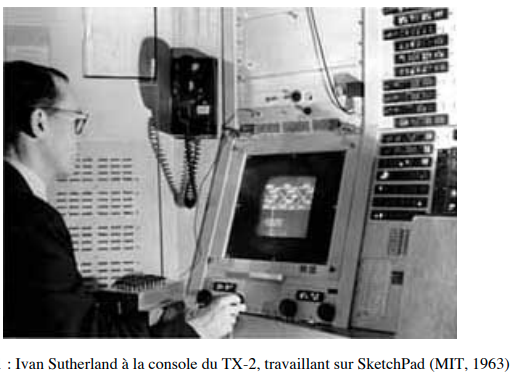 : Ivan Sutherland à la console du TX-2, travaillant sur SketchPad (MIT, 1963)